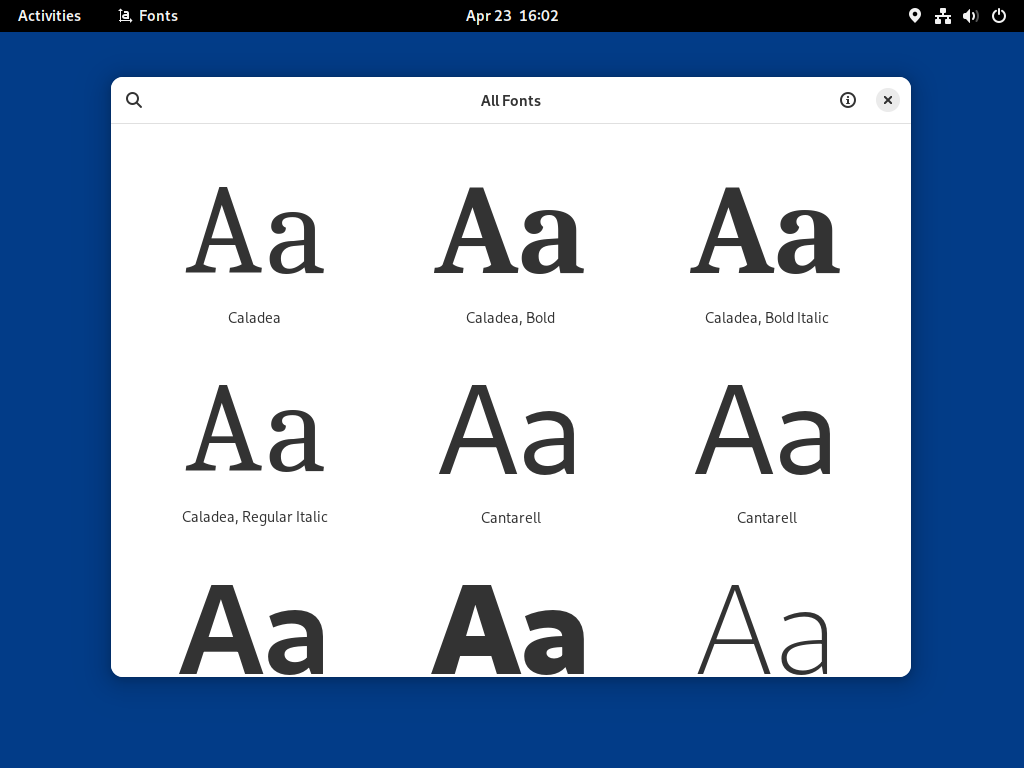 Activities Fonts Apr 23 16:02
All Fonts
Aa Aa Aa
Caladea Caladea, Bold Caladea, Bold Italic
Aa Aa Aa
Caladea, Regular Italic Cantarell Cantarell
Aa Aa Aa